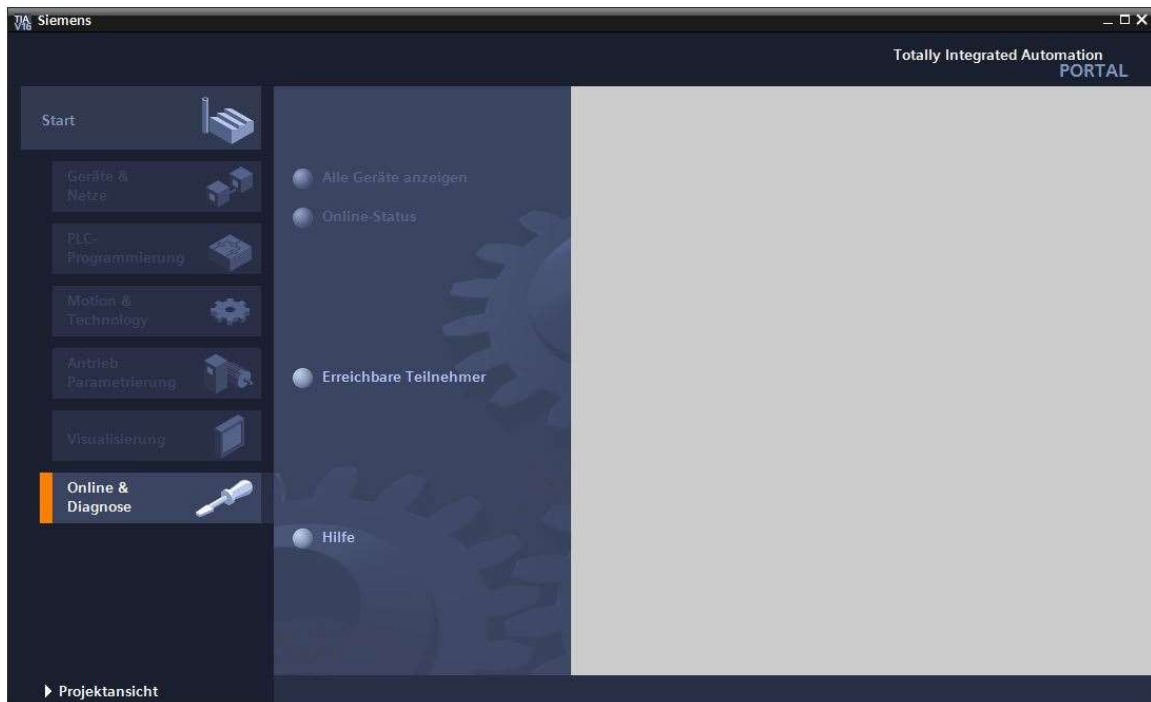 TIA
V16
Siemens
Totally Integrated Automation
PORTAL
Start
Geräte &
Netze
PLC-
Programmierung
Motion &
Technology
Antrieb
Parametrierung
Visualisierung
Online &
Diagnose
Alle Geräte anzeigen
Online-Status
Erreichbare Teilnehmer
Hilfe
Projektansicht